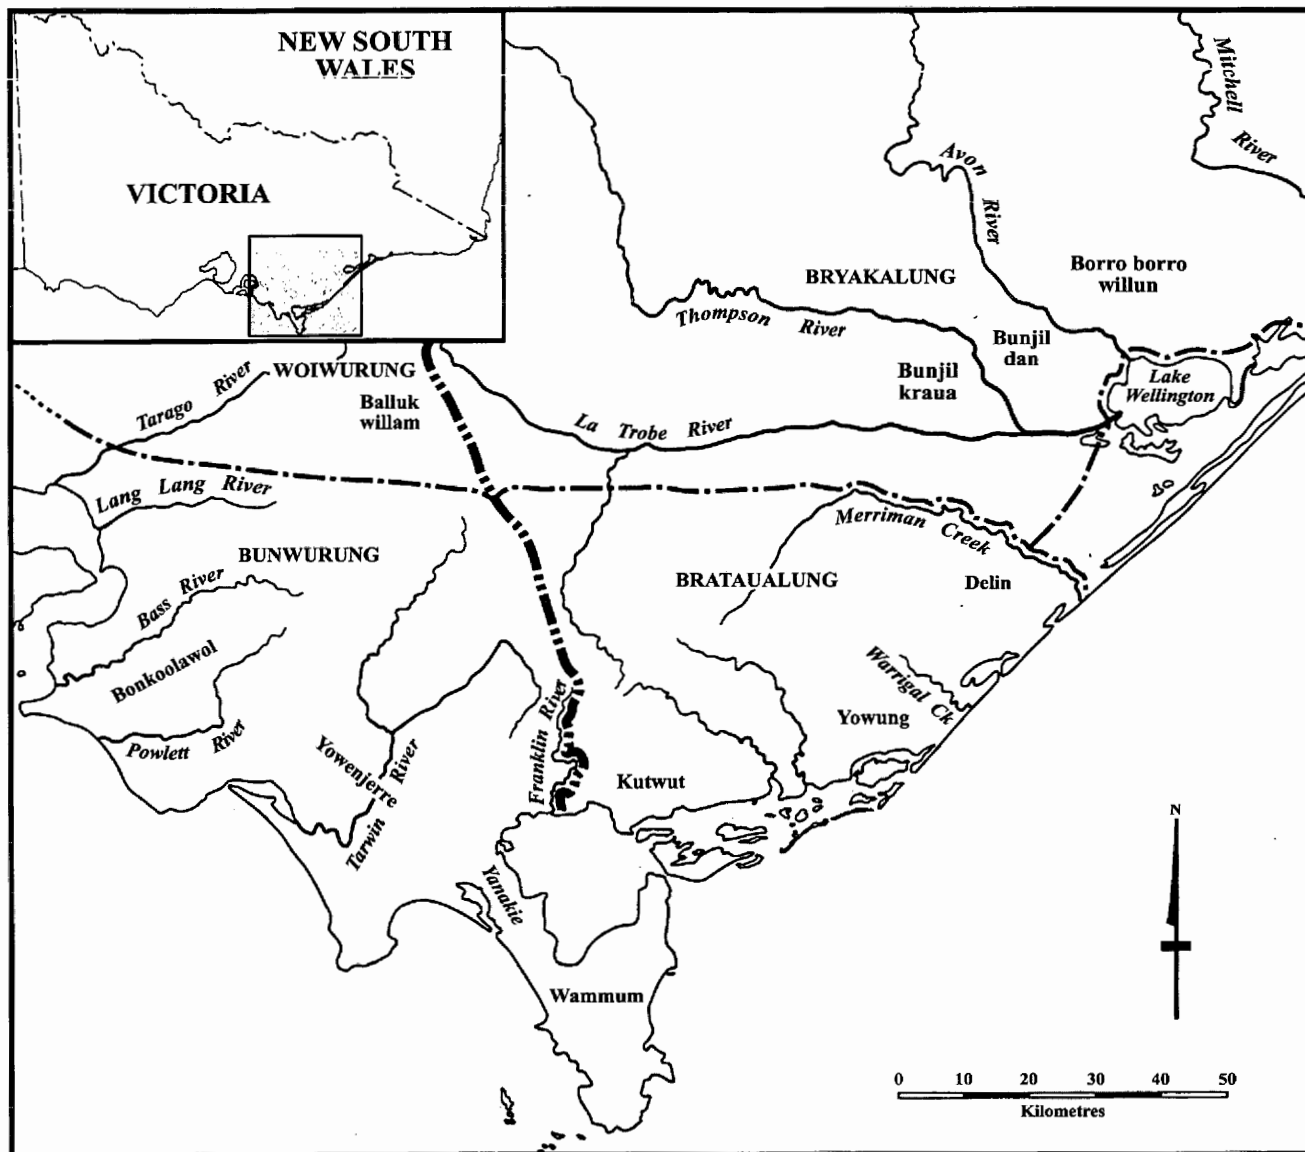 NEW SOUTH
WALES
VICTORIA
Mitchell
River
Avon
River
BRYAKALUNG
Borro borro
willun
Thompson River
Bunjil
dan
Bunjil
kraua
Lake
Wellington
WOIWURUNG
Tarago River
Balluk
willam
La Trobe River
Lang Lang River
Merriman Creek
BUNWURUNG
BRATAUALUNG
Delin
Bass River
Bonkoolawol
Warrigal Ck
Yowung
Powlett River
Yowenjerre
Tarwin River
Franklin River
Kutwut
Yanakie
Wammum
N
0 10 20 30 40 50
Kilometres